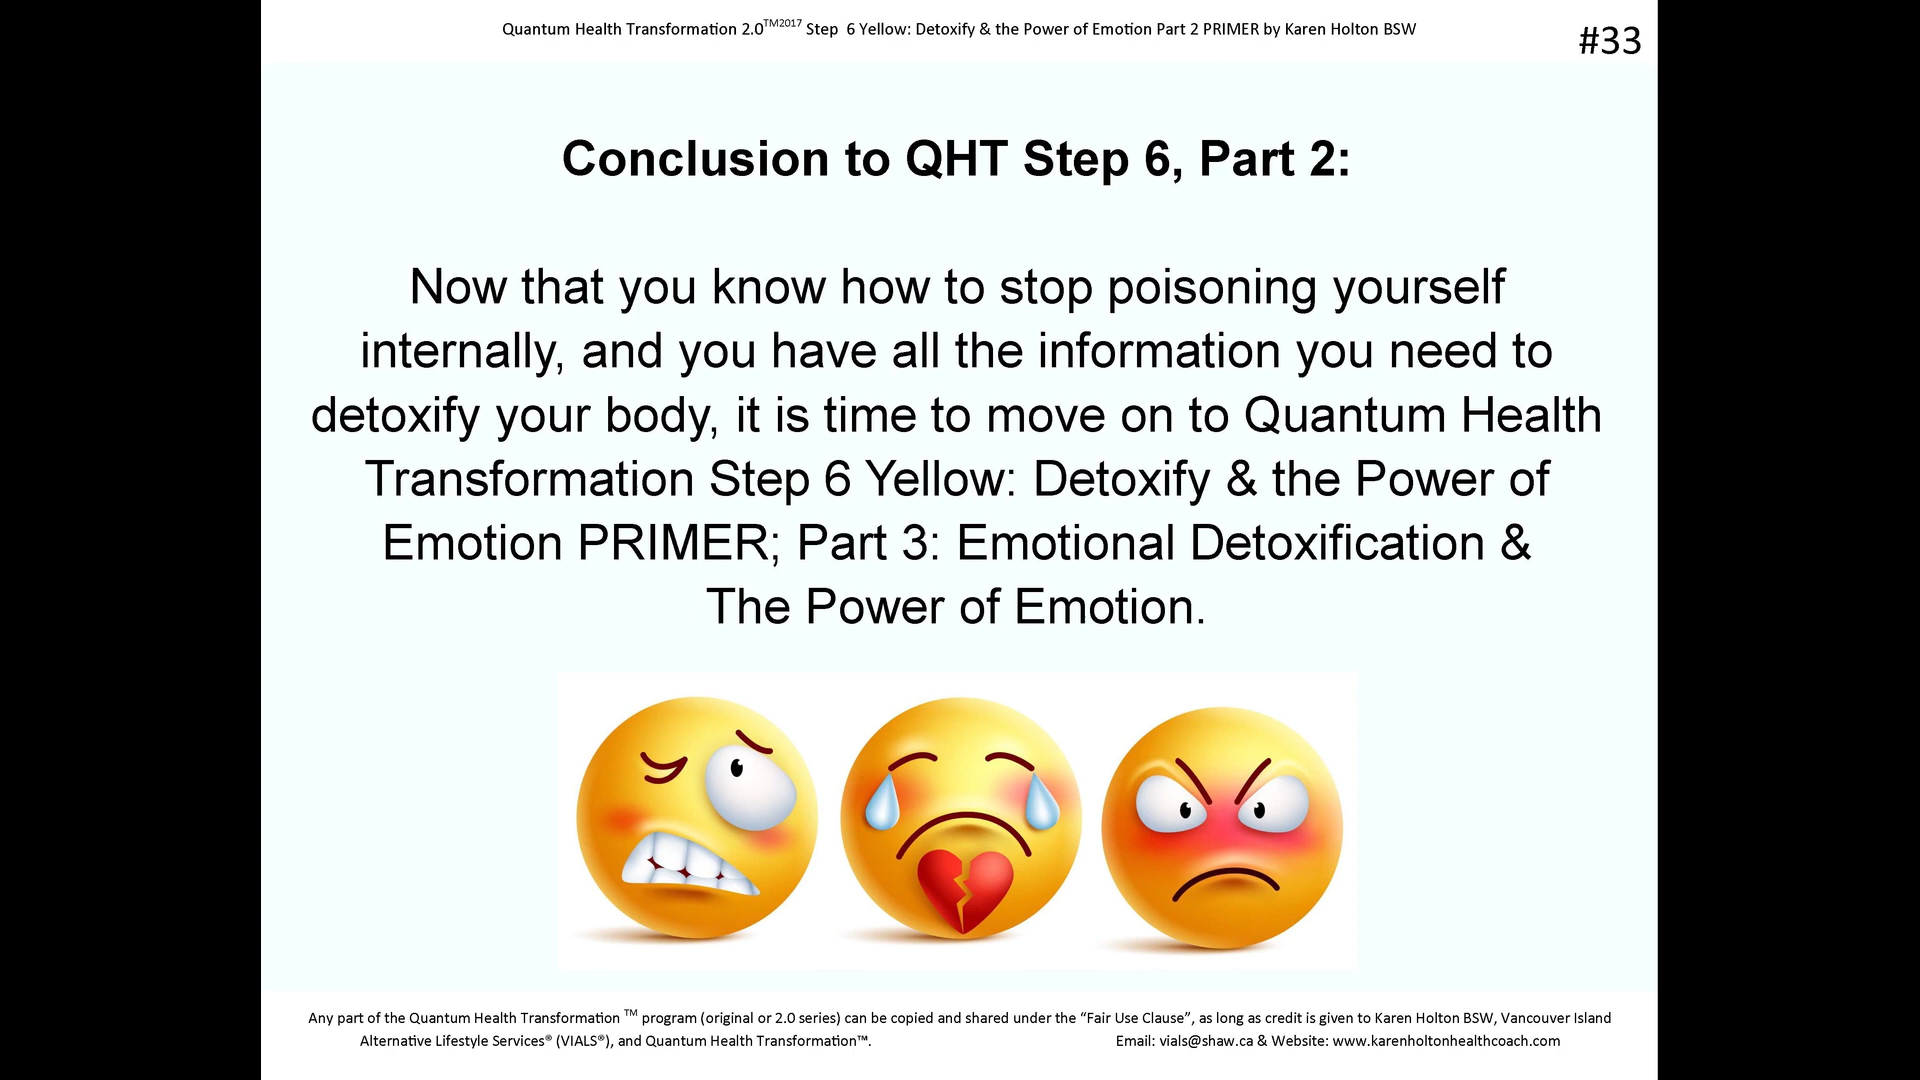 Quantum Health Transformation 2.0TM2017 Step 6 Yellow: Detoxify & the Power of Emotion Part 2 PRIMER by Karen Holton BSW
#33
Conclusion to QHT Step 6, Part 2:
Now that you know how to stop poisoning yourself
internally, and you have all the information you need to
detoxify your body, it is time to move on to Quantum Health
Transformation Step 6 Yellow: Detoxify & the Power of
Emotion PRIMER; Part 3: Emotional Detoxification &
The Power of Emotion.
Any part of the Quantum Health Transformation TM program (original or 2.0 series) can be copied and shared under the “Fair Use Clause”, as long as credit is given to Karen Holton BSW, Vancouver Island
Alternative Lifestyle Services® (VIALS®), and Quantum Health Transformation™. Email: vials@shaw.ca & Website: www.karenholtonhealthcoach.com